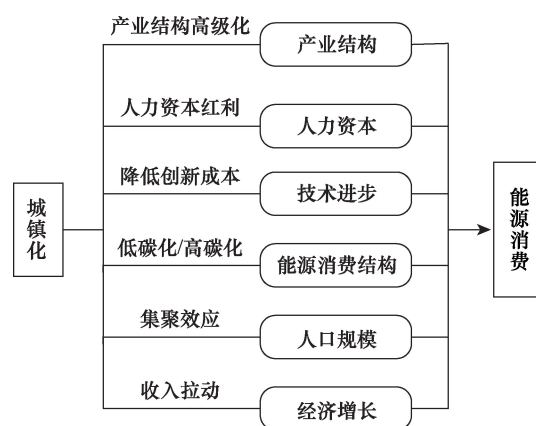 产业结构高级化
产业结构
人力资本红利
人力资本
降低创新成本
技术进步
城镇化
能源消费
低碳化/高碳化
能源消费结构
集聚效应
人口规模
收入拉动
经济增长